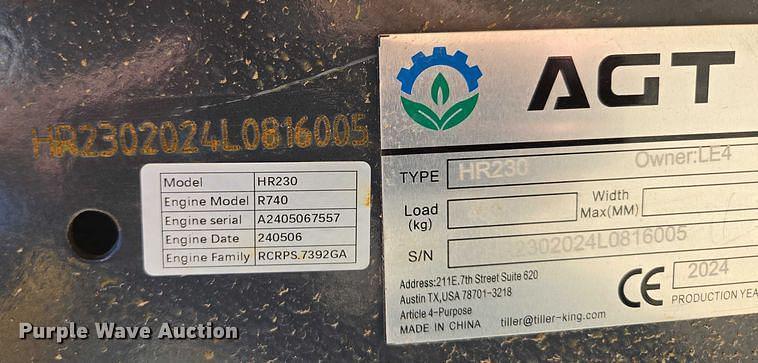 HR2302024L0816005
Model HR230
Engine Model R740
Engine serial A2405067557
Engine Date 240506
Engine Family RCRPS.7392GA
AGT
Owner:LE4
TYPE HR230
Load (kg) Width Max(MM)
S/N 2302024L0816005
Address:211E.7th Street Suite 620
Austin TX,USA 78701-3218
Article 4-Purpose
MADE IN CHINA tiller@tiller-king.com
CE 2024
PRODUCTION YEA
Purple Wave Auction